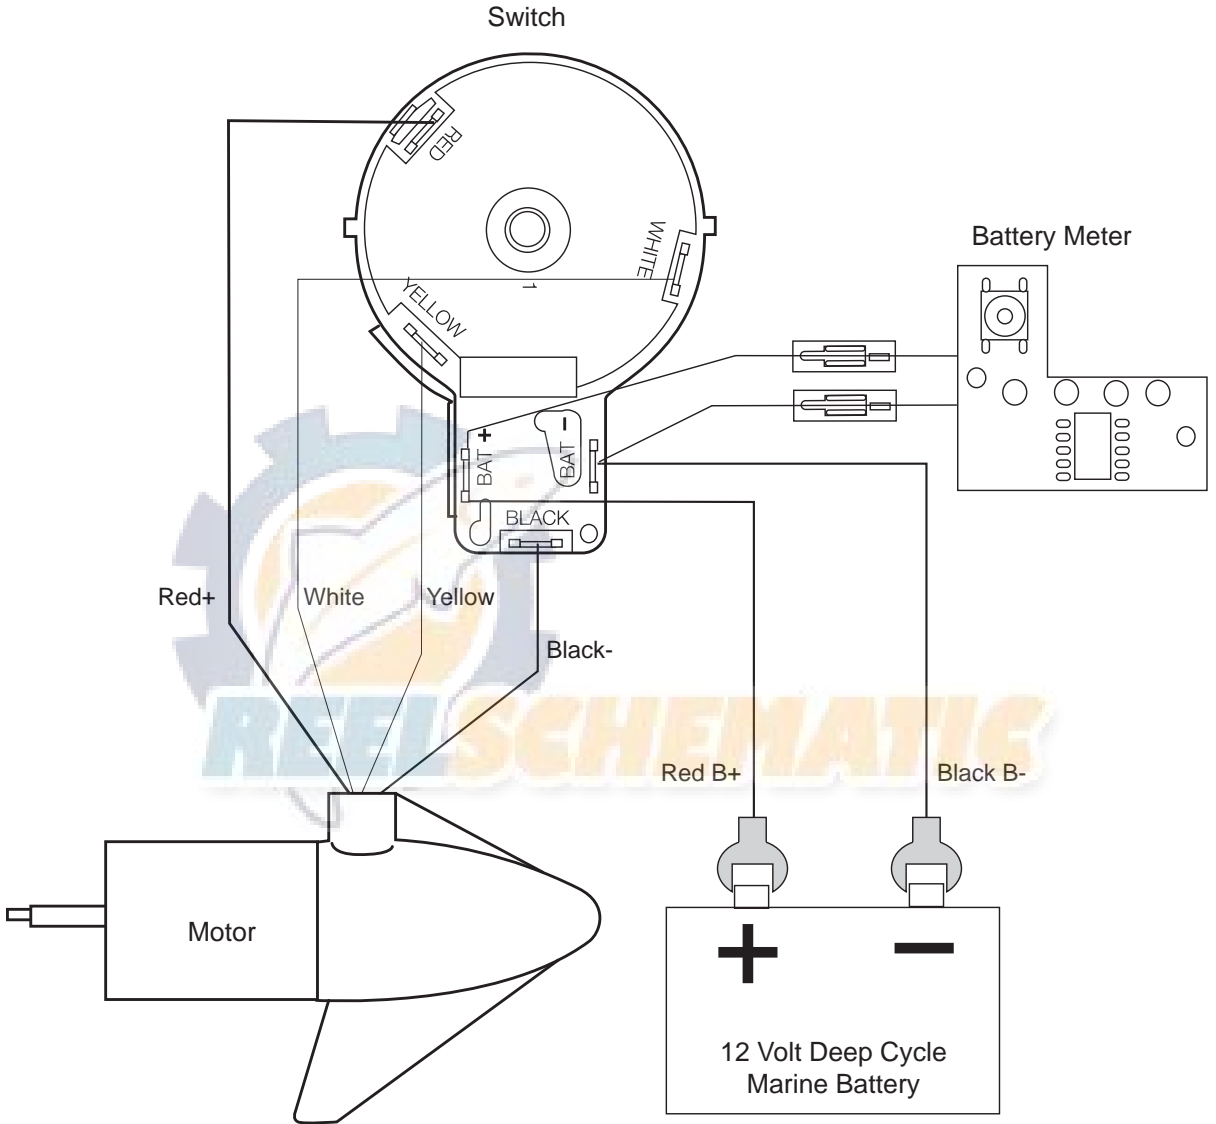 Switch
RED
WHITE
1
YELLOW
Battery Meter
BAT +
BAT −
BLACK
Red+
White
Yellow
Black-
REELSCHEMATIC
Red B+
Black B-
Motor
+
−
12 Volt Deep Cycle
Marine Battery